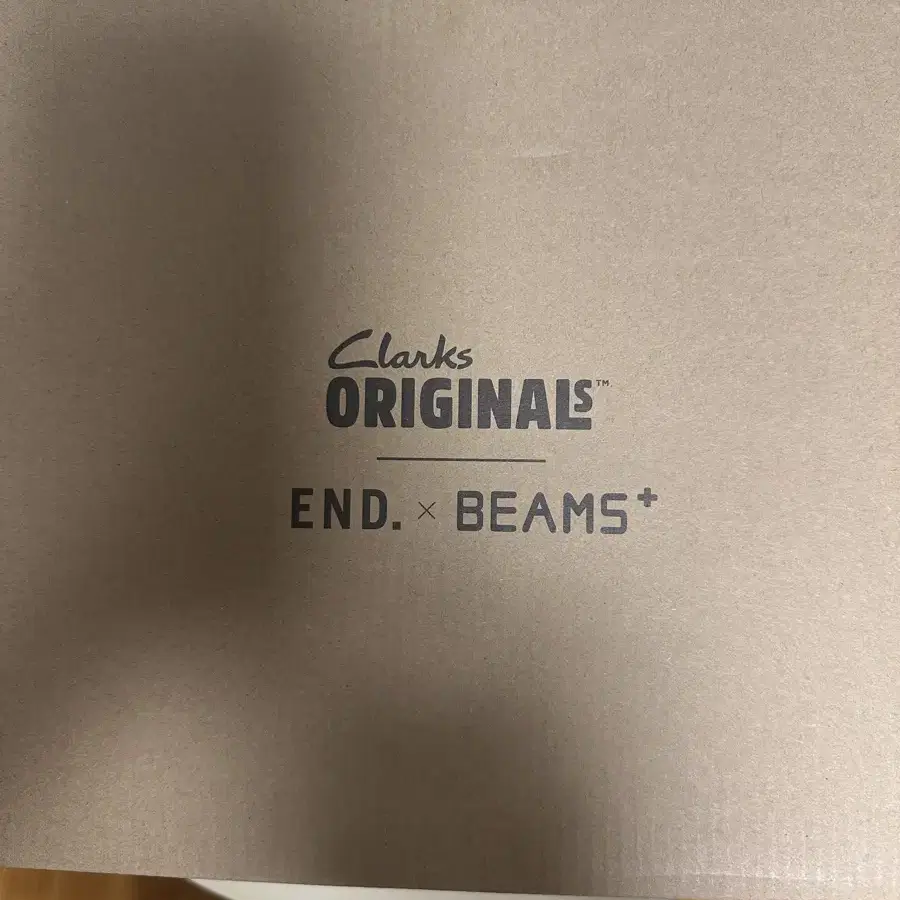 Clarks
ORIGINALS™
END. × BEAMS+